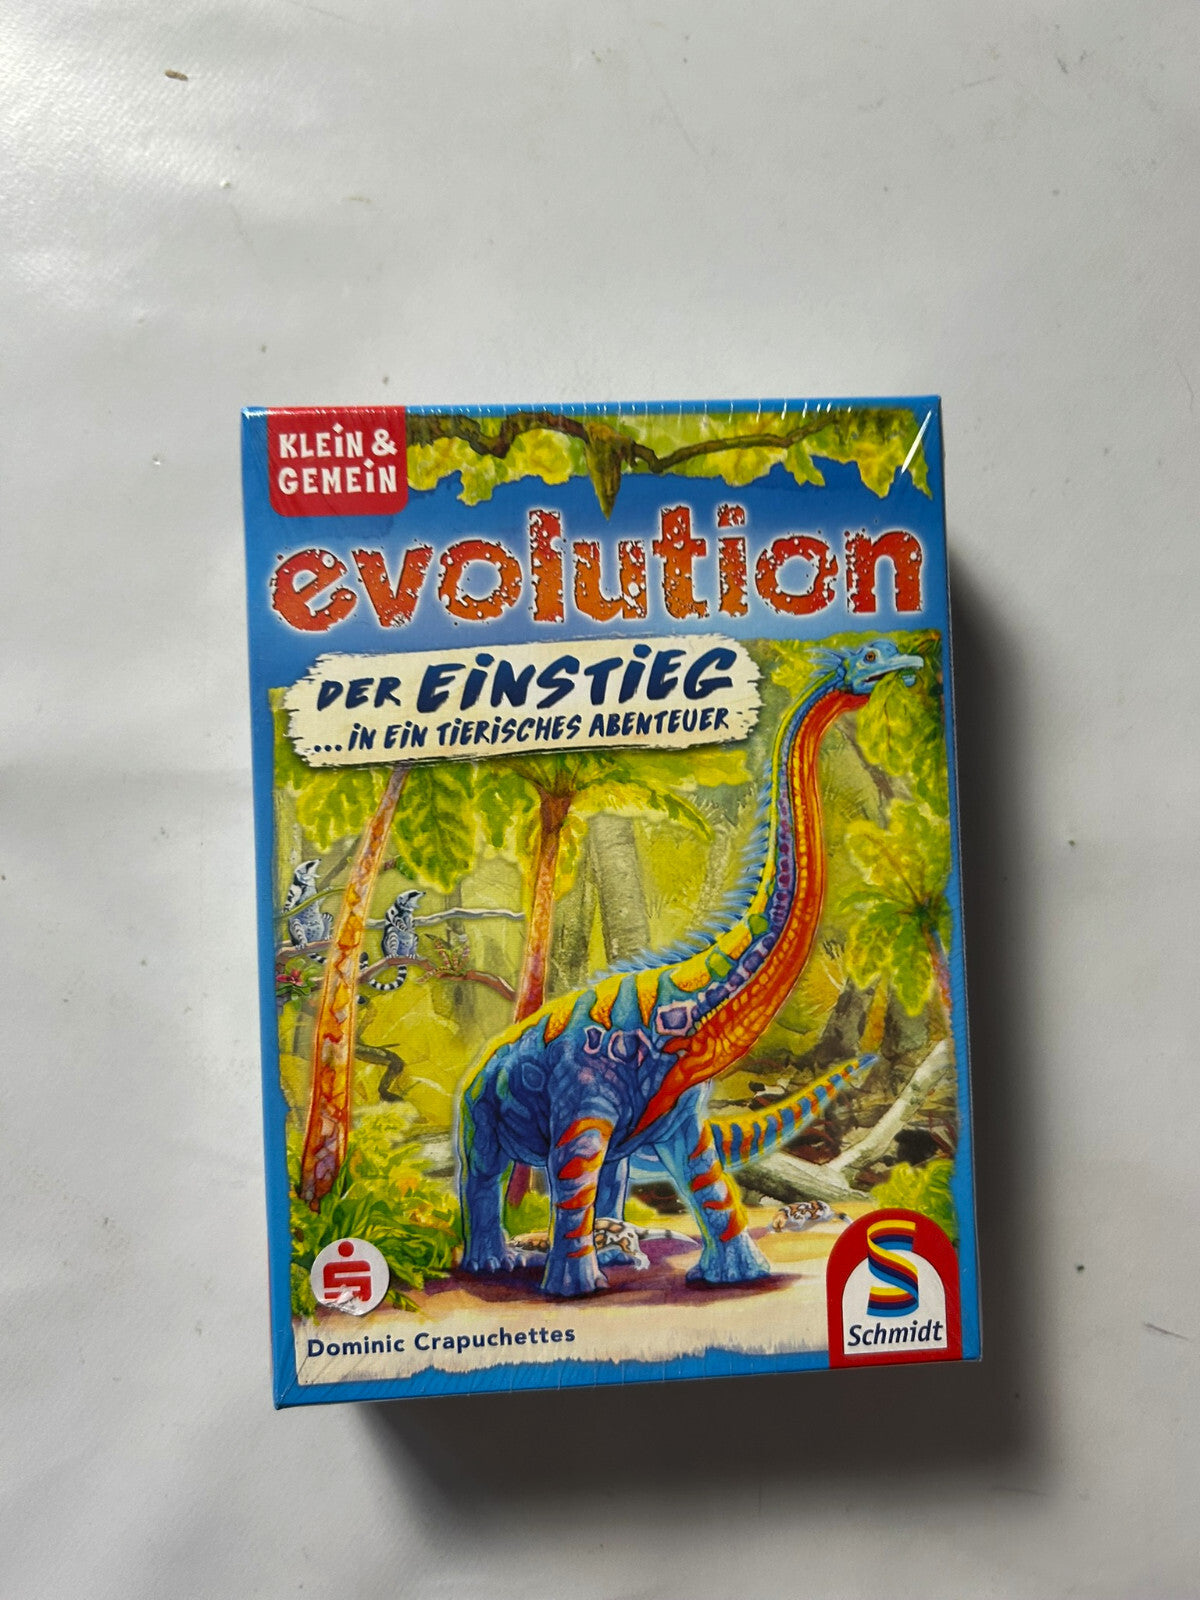 KLEiN &
GEMEiN
evolution
DER EiNSTiEG
...iN EiN TiERiSCHES ABENTEUER
Dominic Crapuchettes
Schmidt